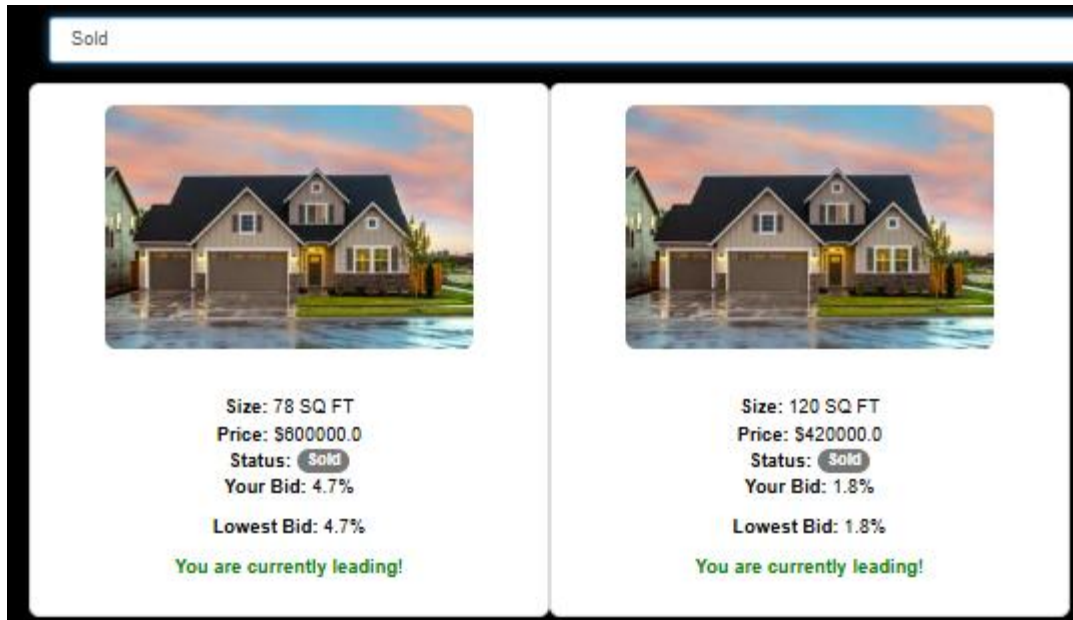 Sold
Size: 78 SQ FT
Price: $600000.0
Status: Sold
Your Bid: 4.7%
Lowest Bid: 4.7%
You are currently leading!
Size: 120 SQ FT
Price: $420000.0
Status: Sold
Your Bid: 1.8%
Lowest Bid: 1.8%
You are currently leading!